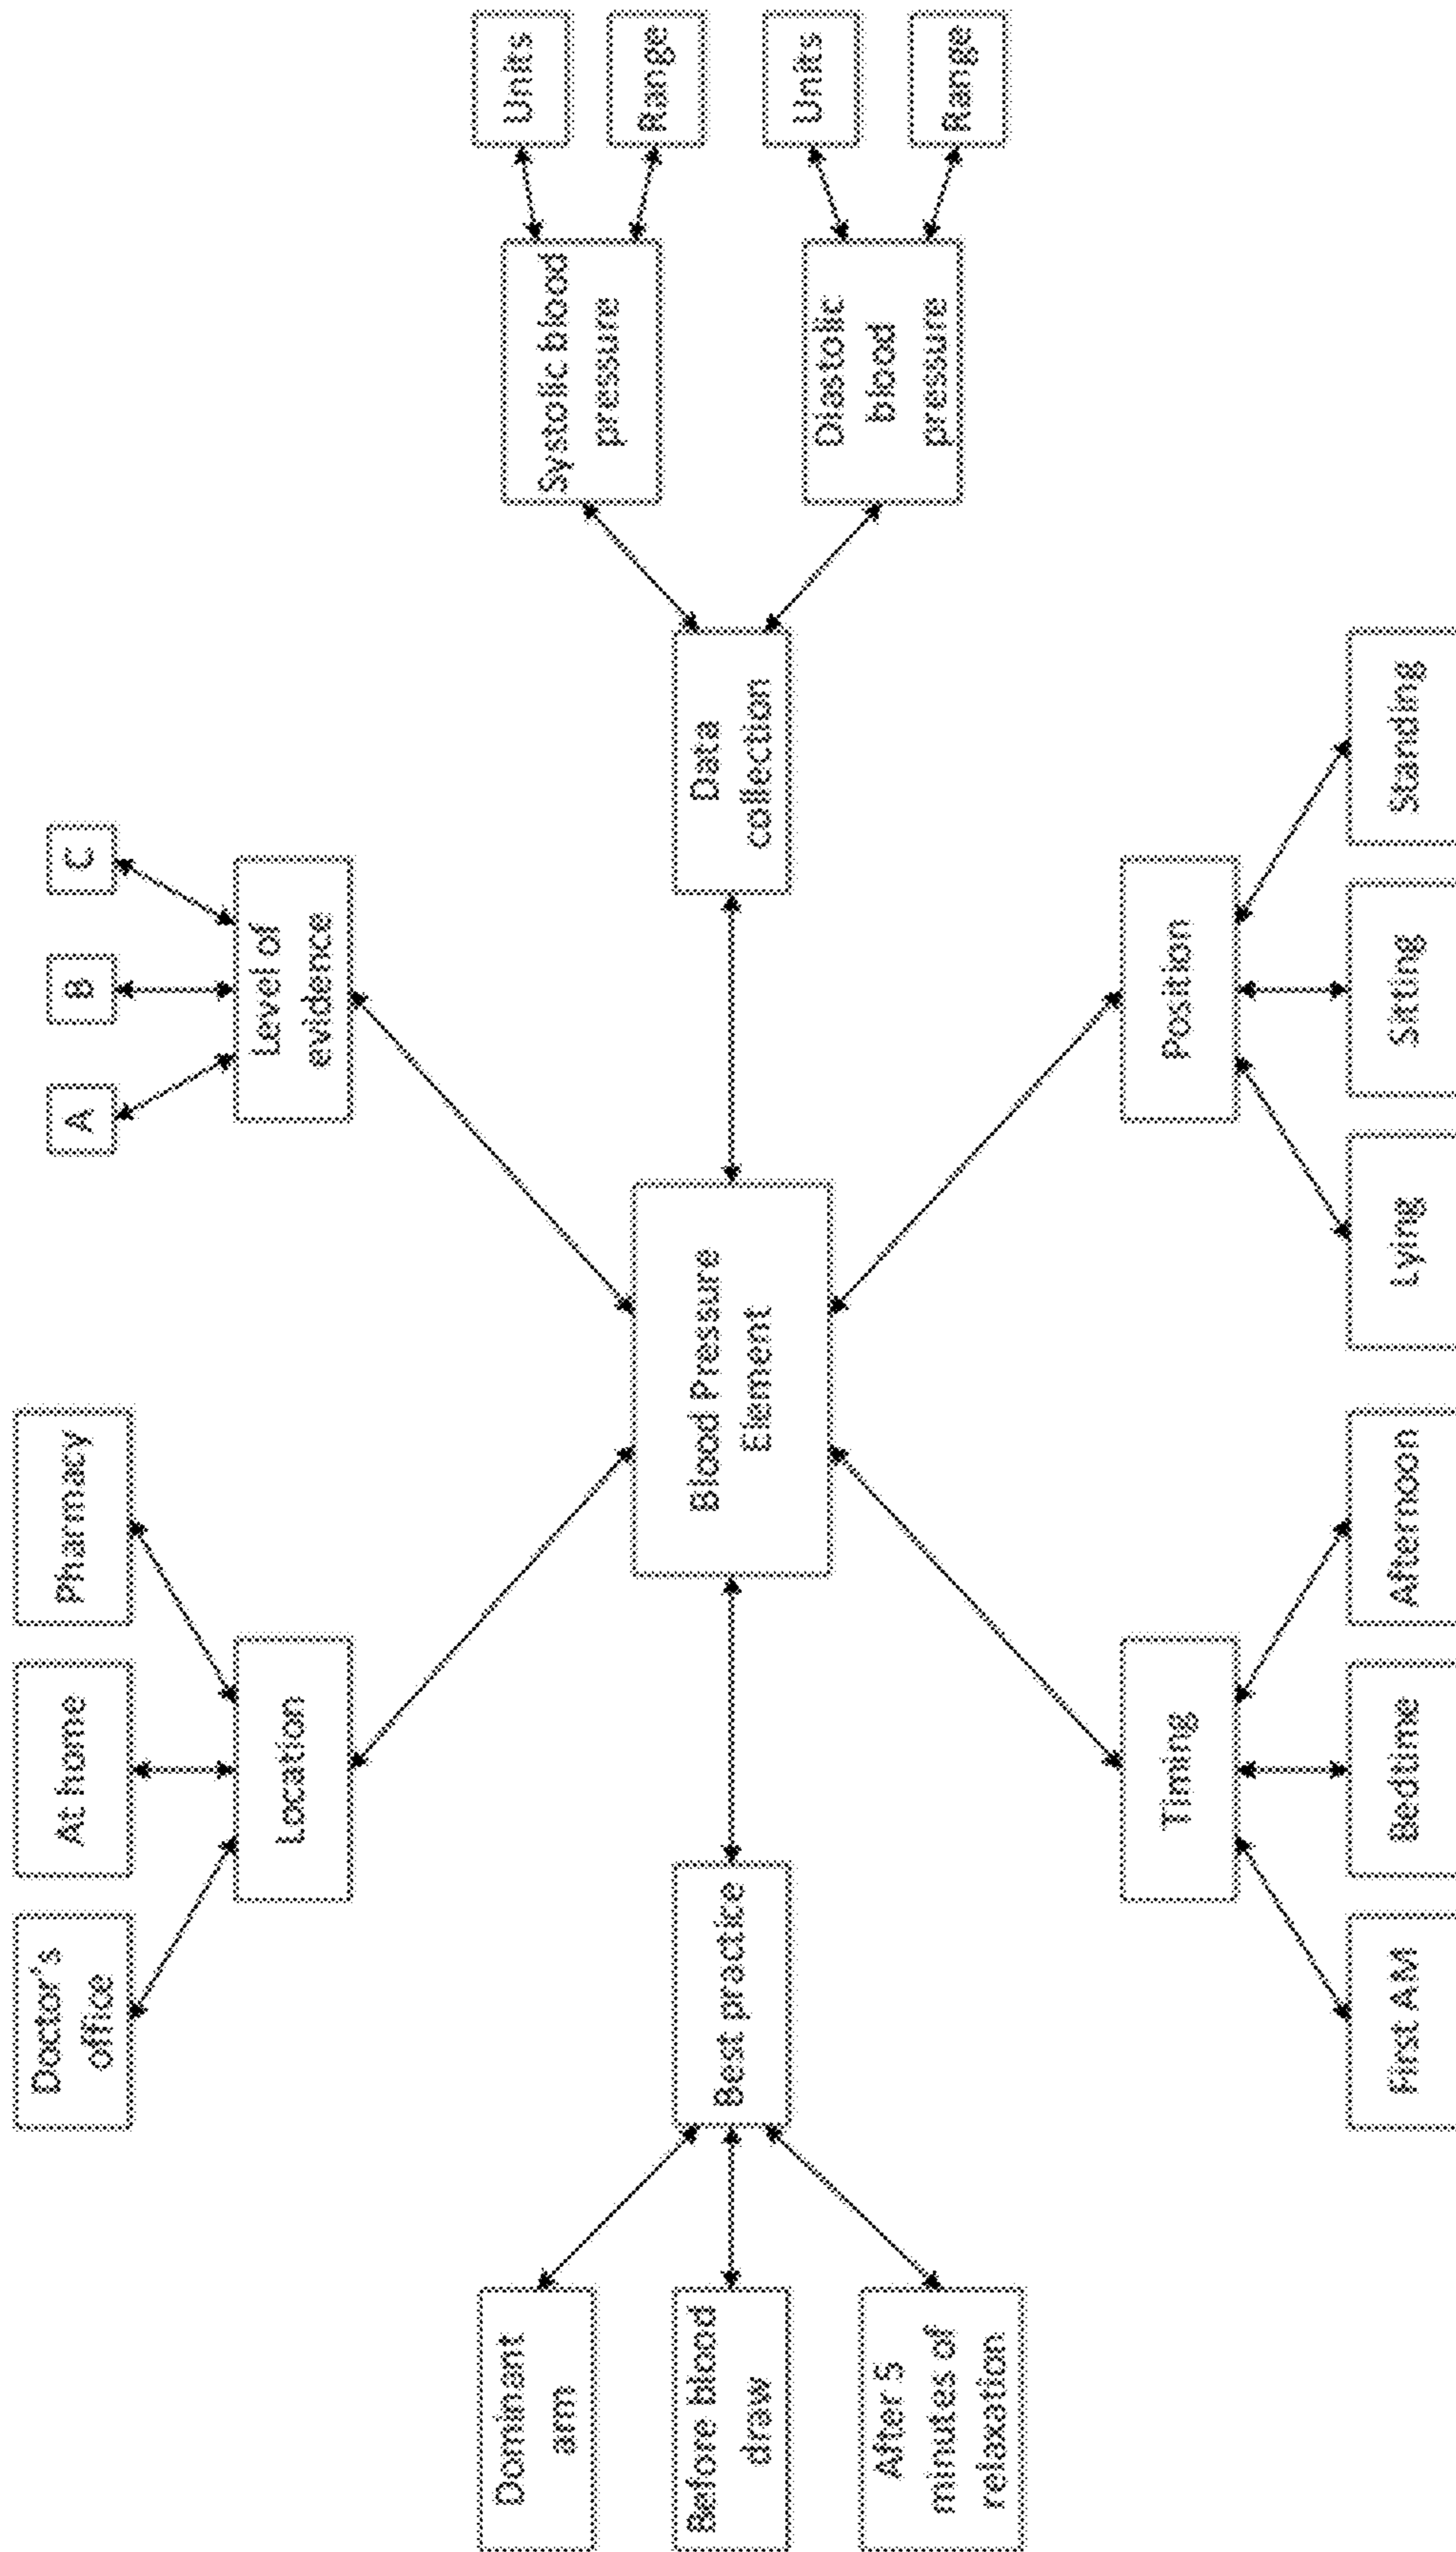 Doctor's
office
At home
Pharmacy
A
B
C
Location
Level of
evidence
Dominant
arm
Before blood
draw
After 5
minutes of
relaxation
Best practice
Blood Pressure
Element
Data
collection
Systolic blood
pressure
Diastolic
blood
pressure
Units
Range
Units
Range
Timing
Position
First AM
Bedtime
Afternoon
Lying
Sitting
Standing